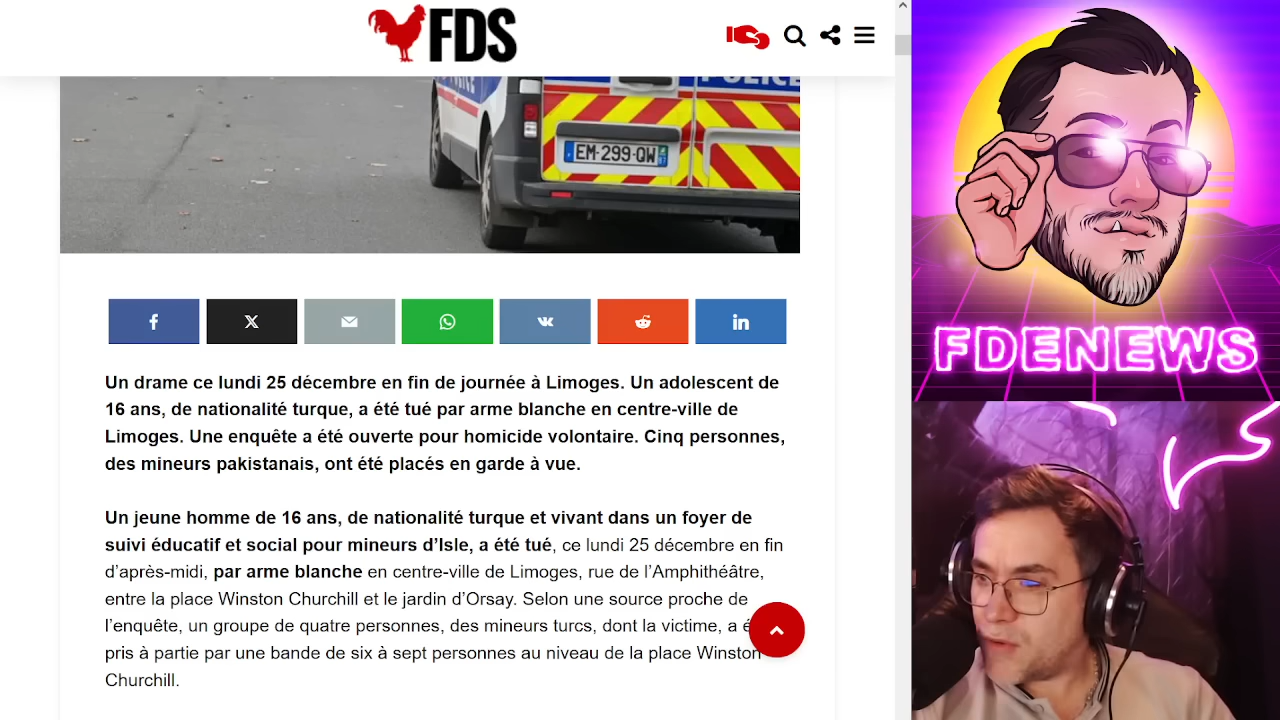 FDS
POLICE
EM-299-QW
Un drame ce lundi 25 décembre en fin de journée à Limoges. Un adolescent de
16 ans, de nationalité turque, a été tué par arme blanche en centre-ville de
Limoges. Une enquête a été ouverte pour homicide volontaire. Cinq personnes,
des mineurs pakistanais, ont été placés en garde à vue.
Un jeune homme de 16 ans, de nationalité turque et vivant dans un foyer de
suivi éducatif et social pour mineurs d’Isle, a été tué, ce lundi 25 décembre en fin
d’après-midi, par arme blanche en centre-ville de Limoges, rue de l’Amphithéâtre,
entre la place Winston Churchill et le jardin d’Orsay. Selon une source proche de
l’enquête, un groupe de quatre personnes, des mineurs turcs, dont la victime, a
pris à partie par une bande de six à sept personnes au niveau de la place Winston
Churchill.
FDENEWS